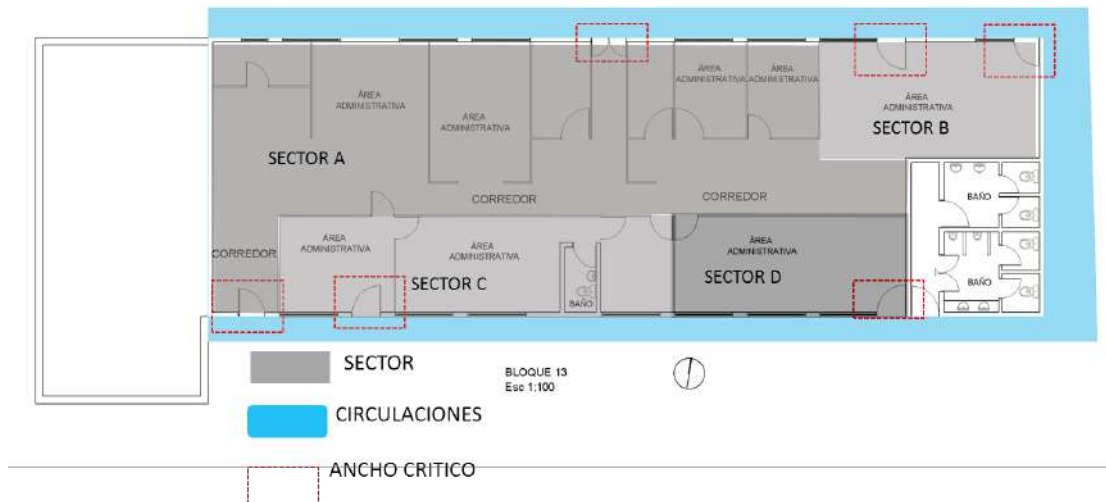 ÁREA
ADMINISTRATIVA
ÁREA
ADMINISTRATIVA
ÁREA
ADMINISTRATIVA
ÁREA
ADMINISTRATIVA
ÁREA
ADMINISTRATIVA
SECTOR B
SECTOR A
CORREDOR
CORREDOR
BAÑO
CORREDOR
ÁREA
ADMINISTRATIVA
ÁREA
ADMINISTRATIVA
SECTOR C
ÁREA
ADMINISTRATIVA
SECTOR D
BAÑO
BAÑO
SECTOR
BLOQUE 13
Esc 1:100
CIRCULACIONES
ANCHO CRITICO